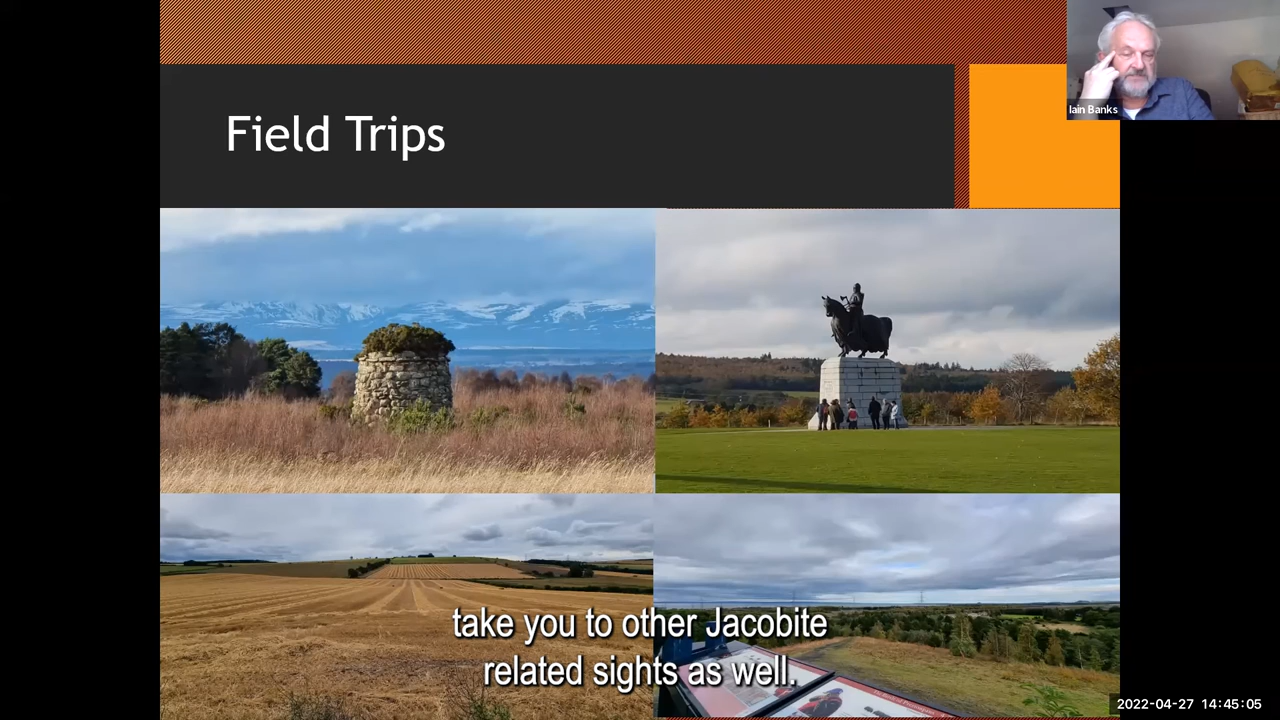 Iain Banks
Field Trips
take you to other Jacobite
related sights as well.
2022-04-27 14:45:05